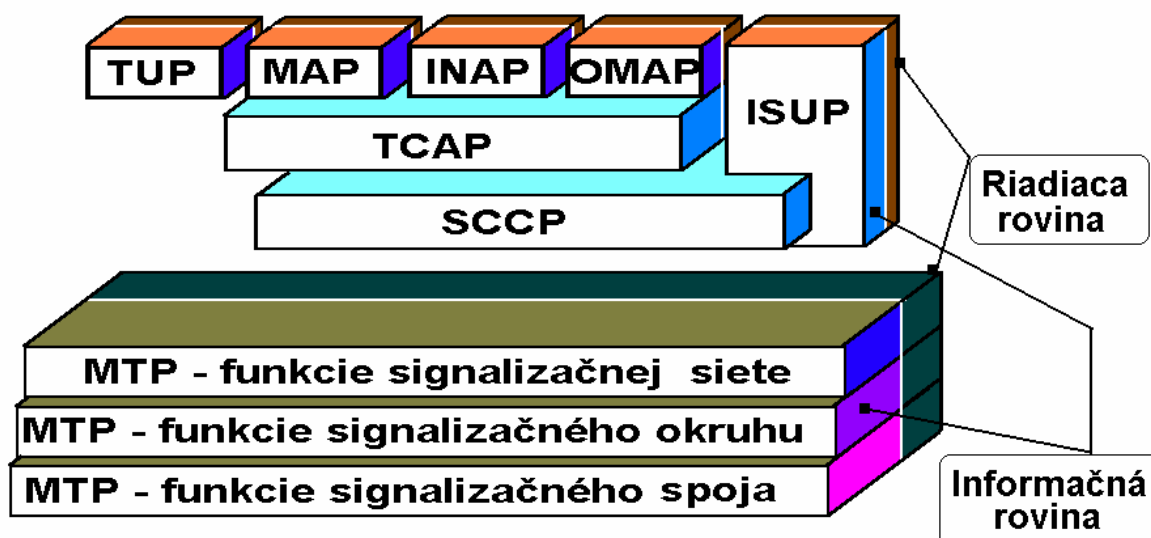 TUP MAP INAP OMAP
ISUP
TCAP
Riadiaca
rovina
SCCP
MTP - funkcie signalizačnej siete
MTP - funkcie signalizačného okruhu
MTP - funkcie signalizačného spoja
Informačná
rovina